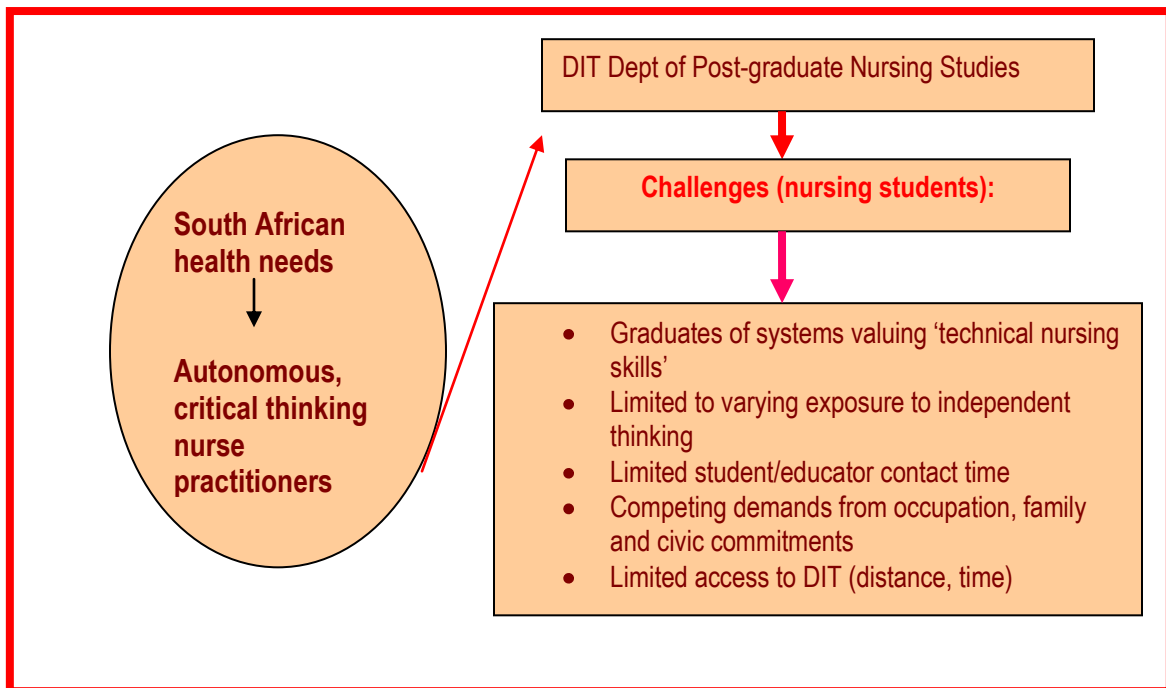 South African
health needs
Autonomous,
critical thinking
nurse
practitioners
DIT Dept of Post-graduate Nursing Studies
Challenges (nursing students):
• Graduates of systems valuing ‘technical nursing
skills’
• Limited to varying exposure to independent
thinking
• Limited student/educator contact time
• Competing demands from occupation, family
and civic commitments
• Limited access to DIT (distance, time)